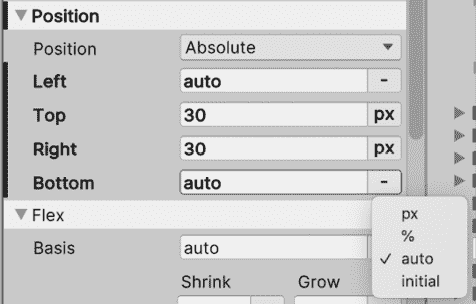 Position
Position Absolute
Left auto -
Top 30 px
Right 30 px
Bottom auto -
Flex
px
%
Basis auto
✓ auto
initial
Shrink Grow